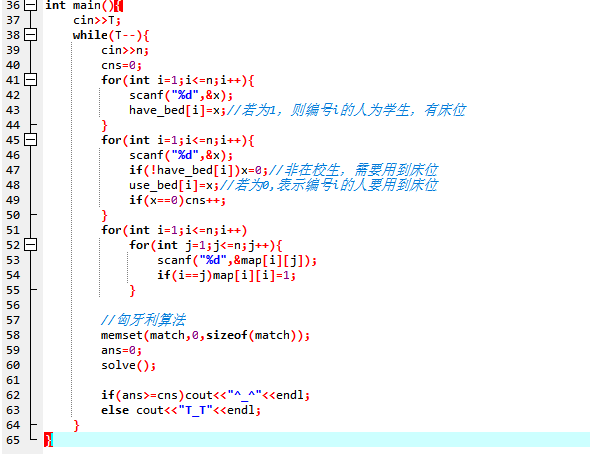 36 int main(){
37 cin>>T;
38 while(T--){
39 cin>>n;
40 cns=0;
41 for(int i=1;i<=n;i++){
42 scanf("%d",&x);
43 have_bed[i]=x;//若为1，则编号i的人为学生，有床位
44 }
45 for(int i=1;i<=n;i++){
46 scanf("%d",&x);
47 if(!have_bed[i])x=0;//非在校生，需要用到床位
48 use_bed[i]=x;//若为0,表示编号i的人要用到床位
49 if(x==0)cns++;
50 }
51 for(int i=1;i<=n;i++)
52 for(int j=1;j<=n;j++){
53 scanf("%d",&map[i][j]);
54 if(i==j)map[i][i]=1;
55 }
56
57 //匈牙利算法
58 memset(match,0,sizeof(match));
59 ans=0;
60 solve();
61
62 if(ans>=cns)cout<<"^_^"<<endl;
63 else cout<<"T_T"<<endl;
64 }
65 }